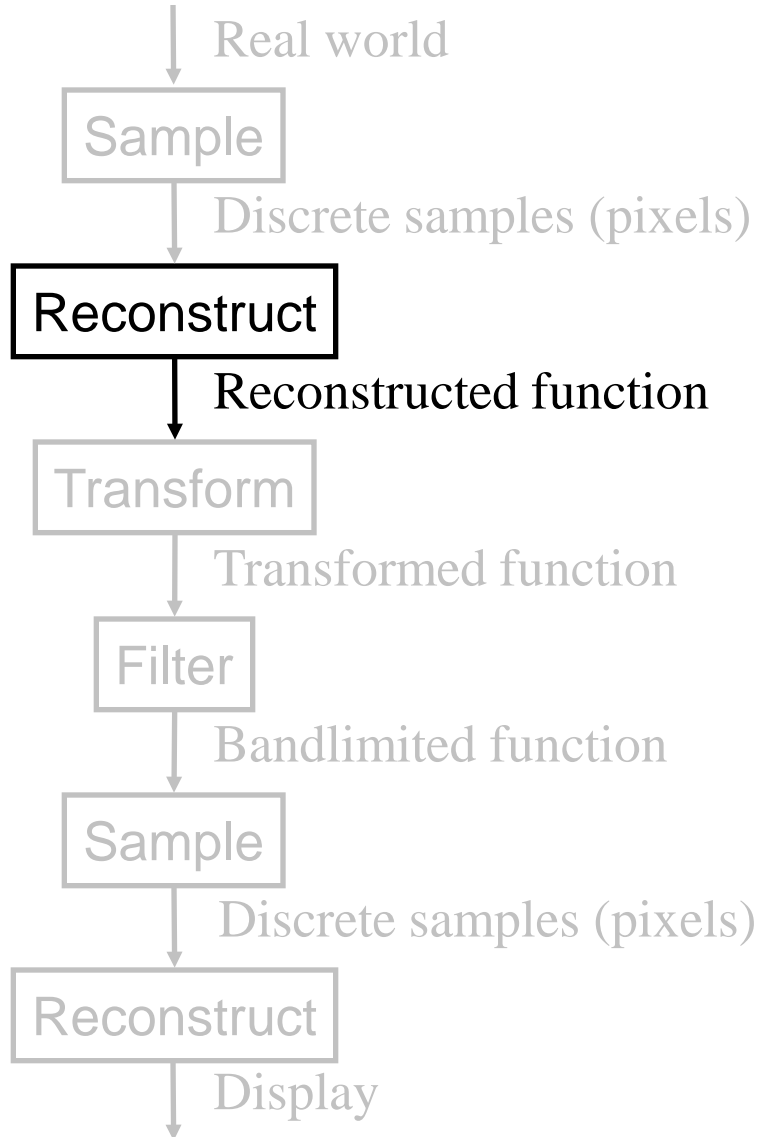 Real world
Sample
Discrete samples (pixels)
Reconstruct
Reconstructed function
Transform
Transformed function
Filter
Bandlimited function
Sample
Discrete samples (pixels)
Reconstruct
Display